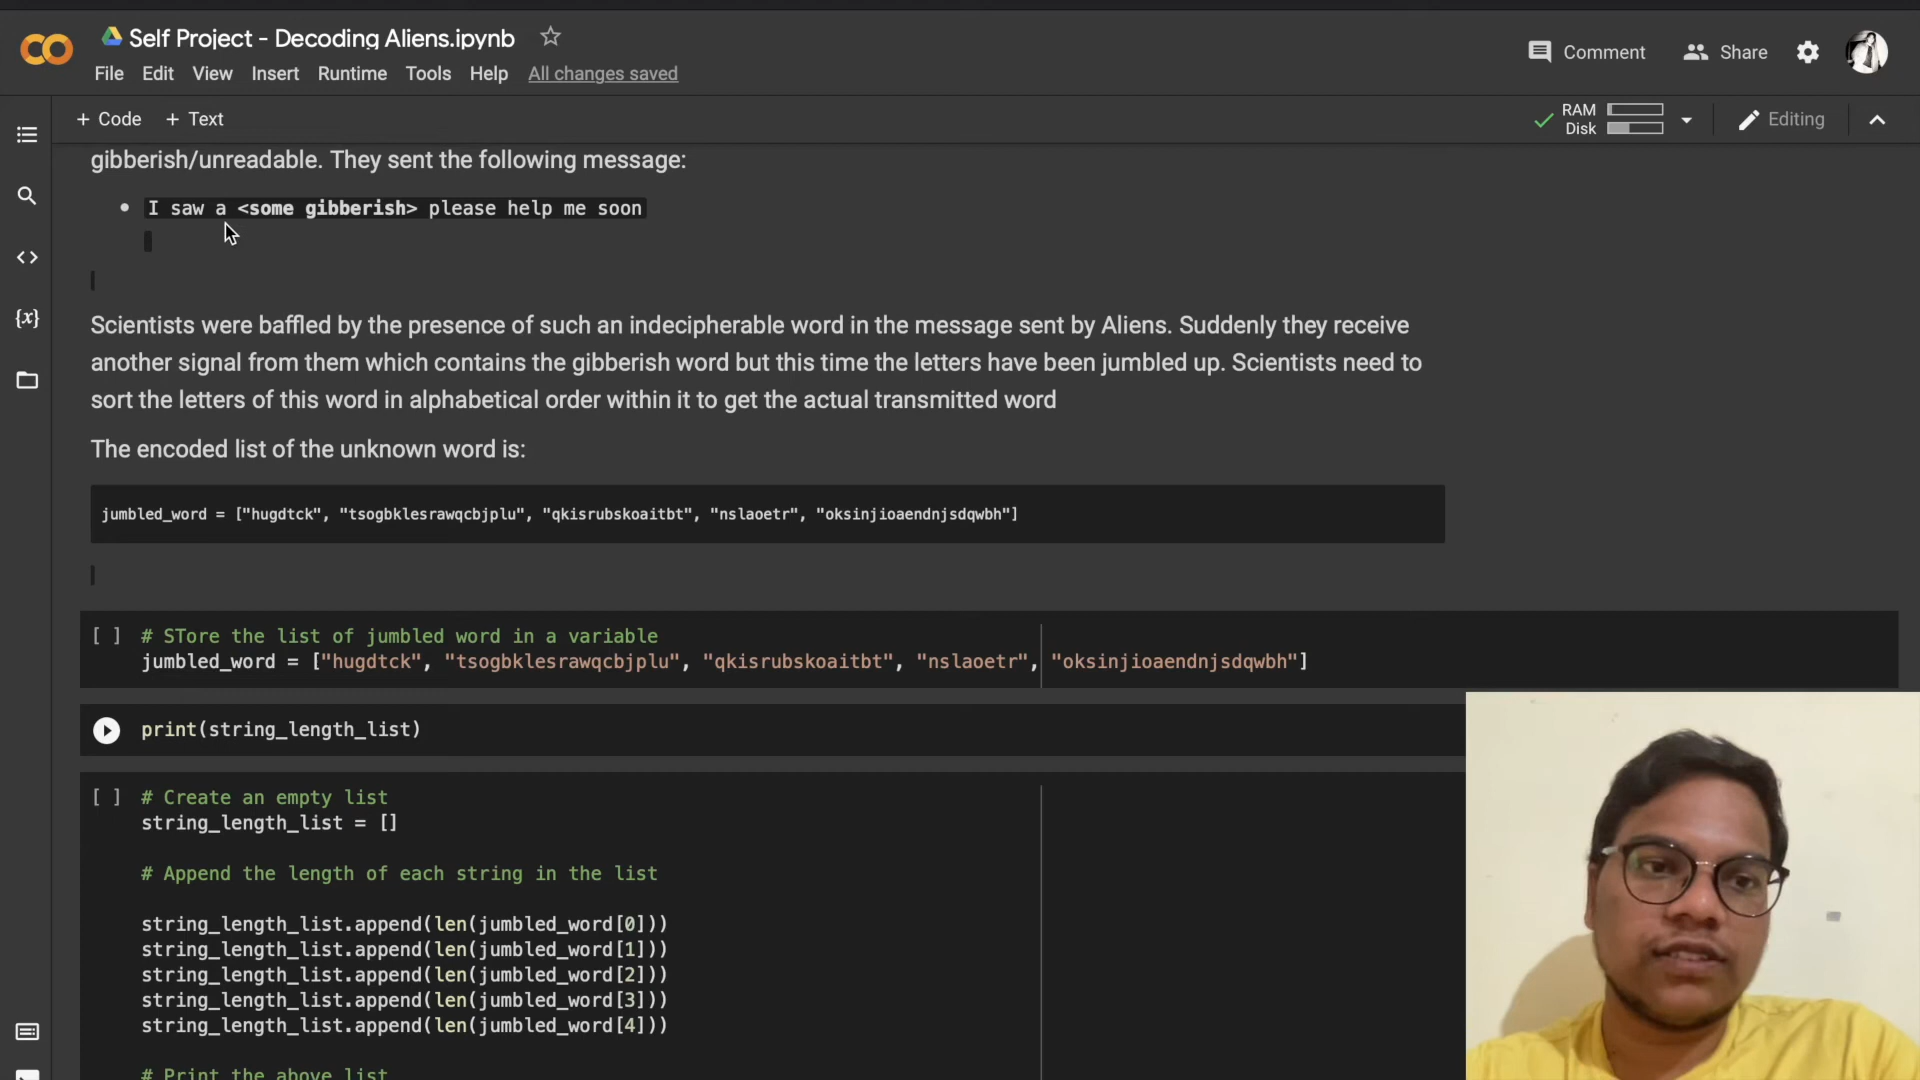 Self Project - Decoding Aliens.ipynb
File Edit View Insert Runtime Tools Help All changes saved
Comment Share
+ Code + Text
RAM
Disk
Editing
gibberish/unreadable. They sent the following message:
• I saw a <some gibberish> please help me soon
Scientists were baffled by the presence of such an indecipherable word in the message sent by Aliens. Suddenly they receive
another signal from them which contains the gibberish word but this time the letters have been jumbled up. Scientists need to
sort the letters of this word in alphabetical order within it to get the actual transmitted word
The encoded list of the unknown word is:
jumbled_word = ["hugdtck", "tsogbklesrawqcbjplu", "qkisrubskoaitbt", "nslaoetr", "oksinjioaendnjsdqwbh"]
[ ] # STore the list of jumbled word in a variable
jumbled_word = ["hugdtck", "tsogbklesrawqcbjplu", "qkisrubskoaitbt", "nslaoetr", "oksinjioaendnjsdqwbh"]
print(string_length_list)
[ ] # Create an empty list
string_length_list = []
# Append the length of each string in the list
string_length_list.append(len(jumbled_word[0]))
string_length_list.append(len(jumbled_word[1]))
string_length_list.append(len(jumbled_word[2]))
string_length_list.append(len(jumbled_word[3]))
string_length_list.append(len(jumbled_word[4]))
# Print the above list